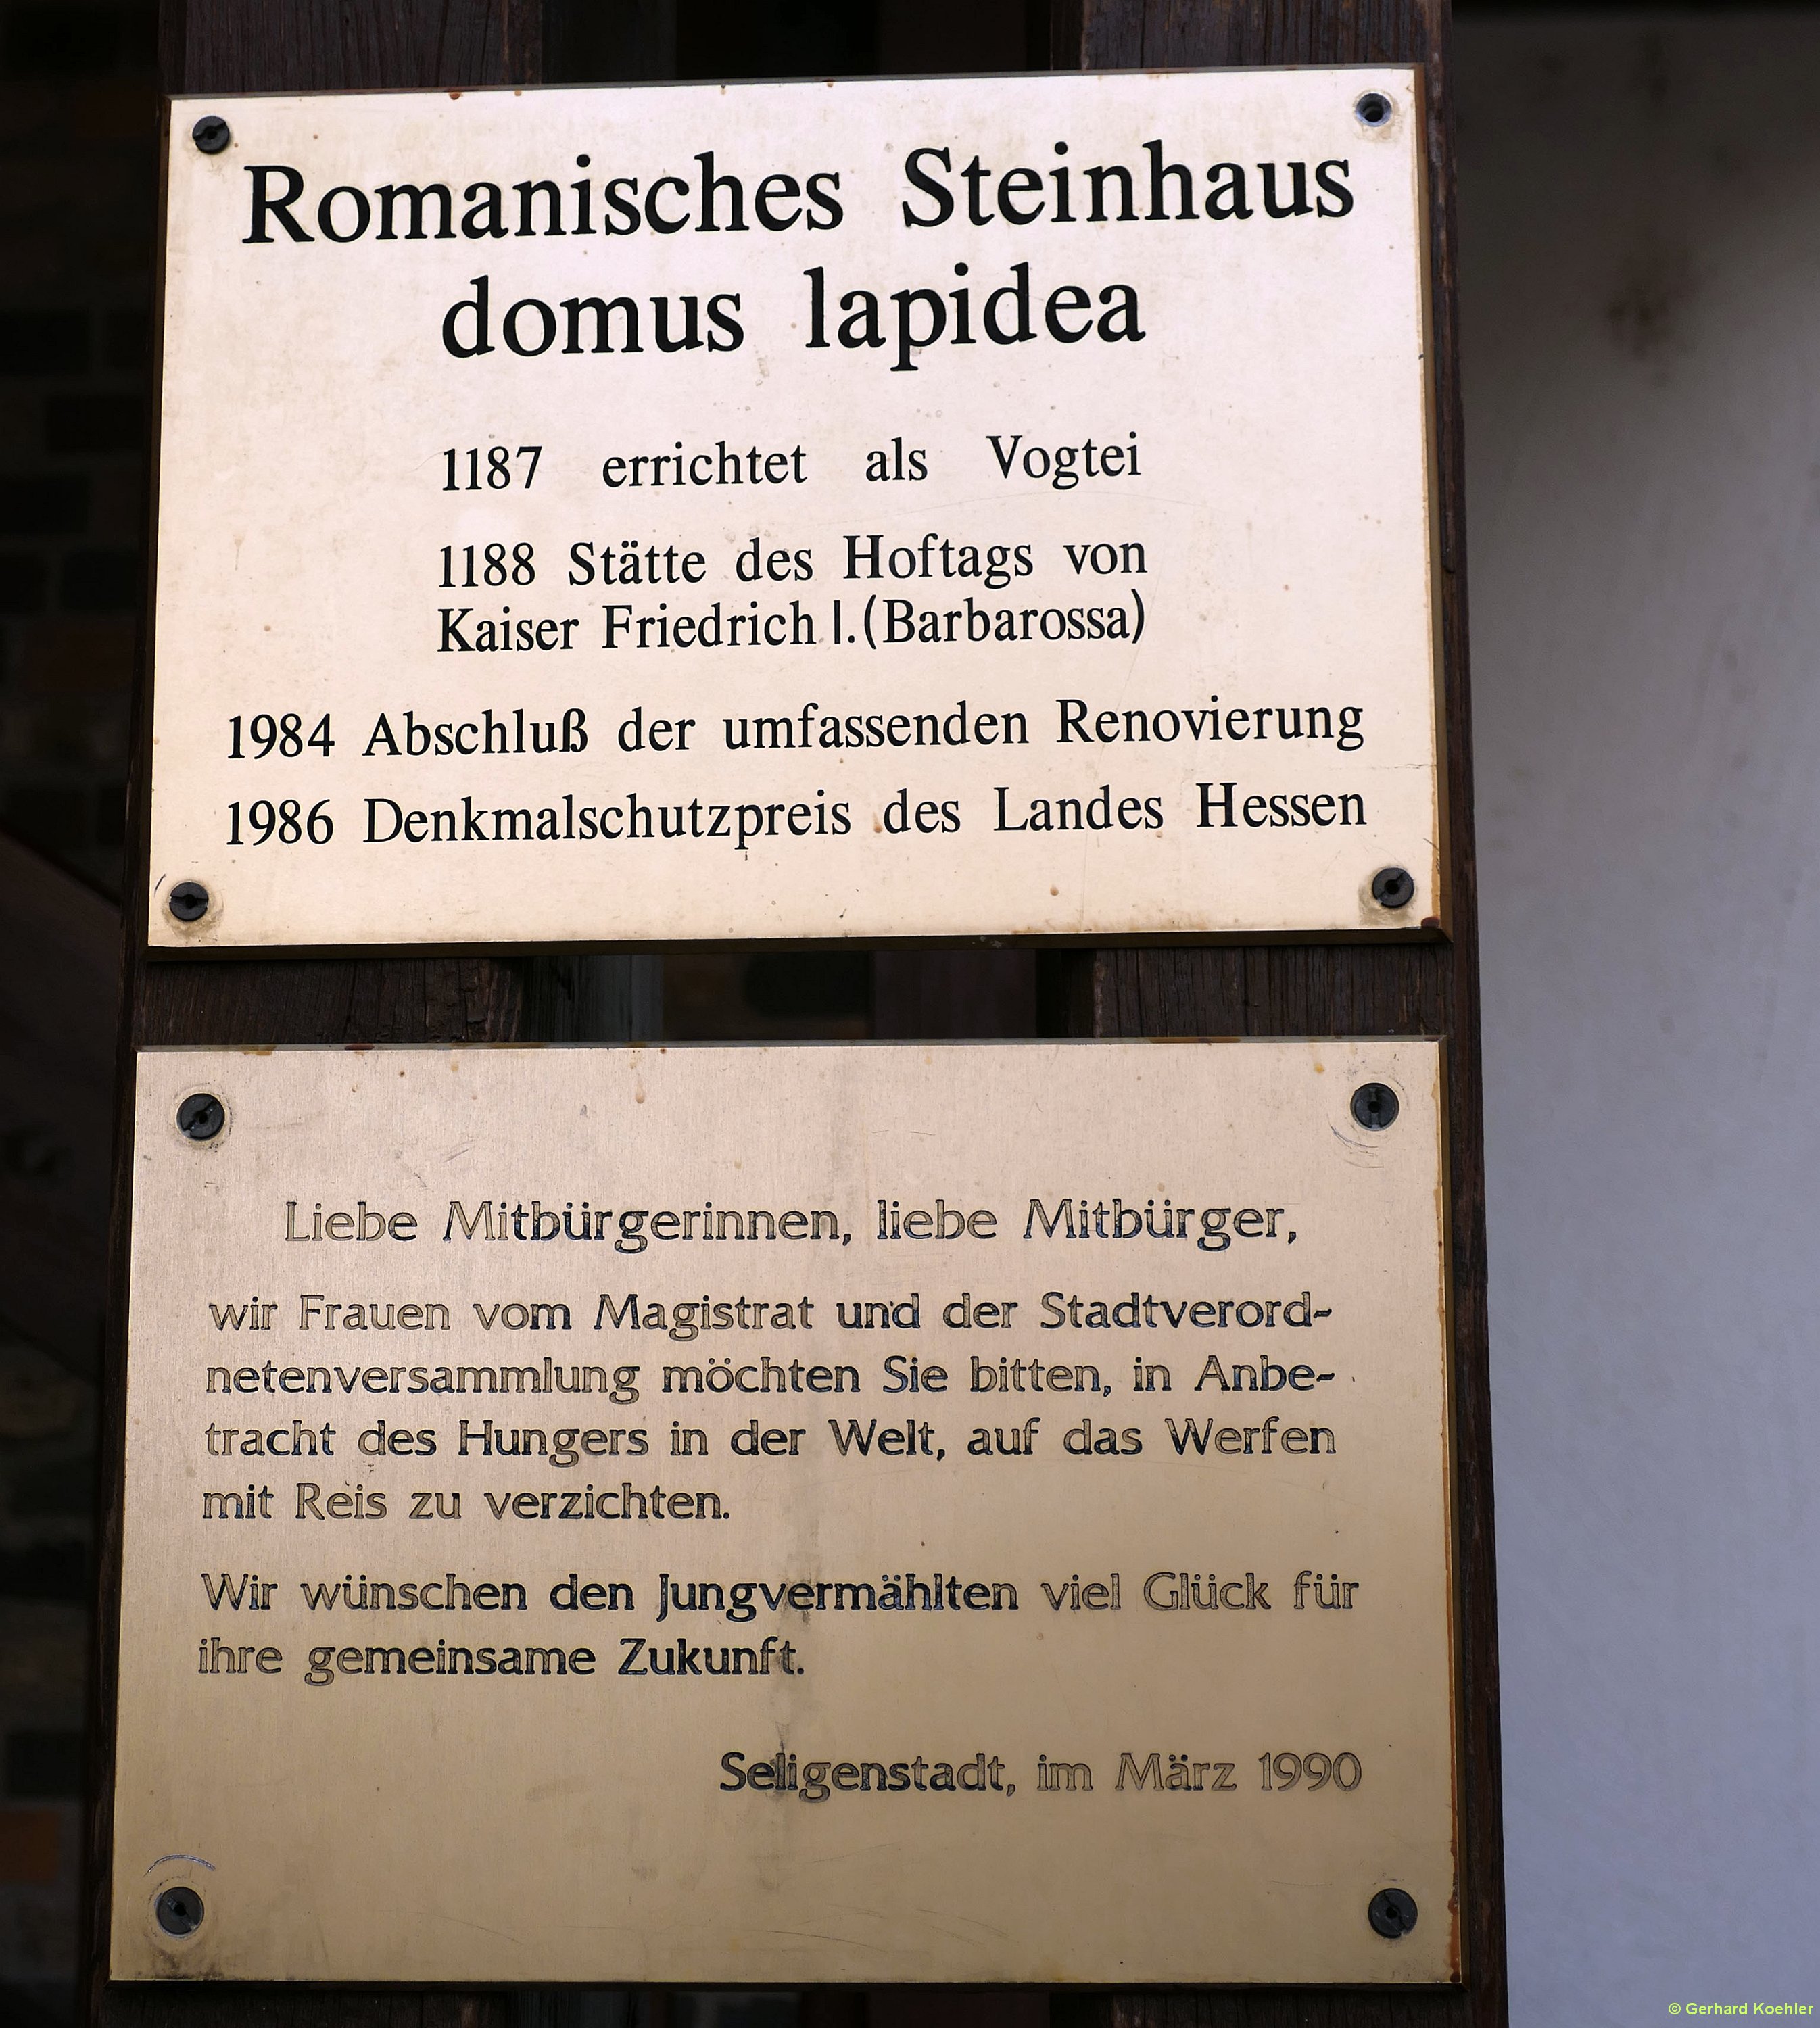 Romanisches Steinhaus
domus lapidea
1187 errichtet als Vogtei
1188 Stätte des Hoftags von
Kaiser Friedrich I. (Barbarossa)
1984 Abschluß der umfassenden Renovierung
1986 Denkmalschutzpreis des Landes Hessen
Liebe Mitbürgerinnen, liebe Mitbürger,
wir Frauen vom Magistrat und der Stadtverord-
netenversammlung möchten Sie bitten, in Anbe-
tracht des Hungers in der Welt, auf das Werfen
mit Reis zu verzichten.
Wir wünschen den Jungvermählten viel Glück für
ihre gemeinsame Zukunft.
Seligenstadt, im März 1990
© Gerhard Koehler